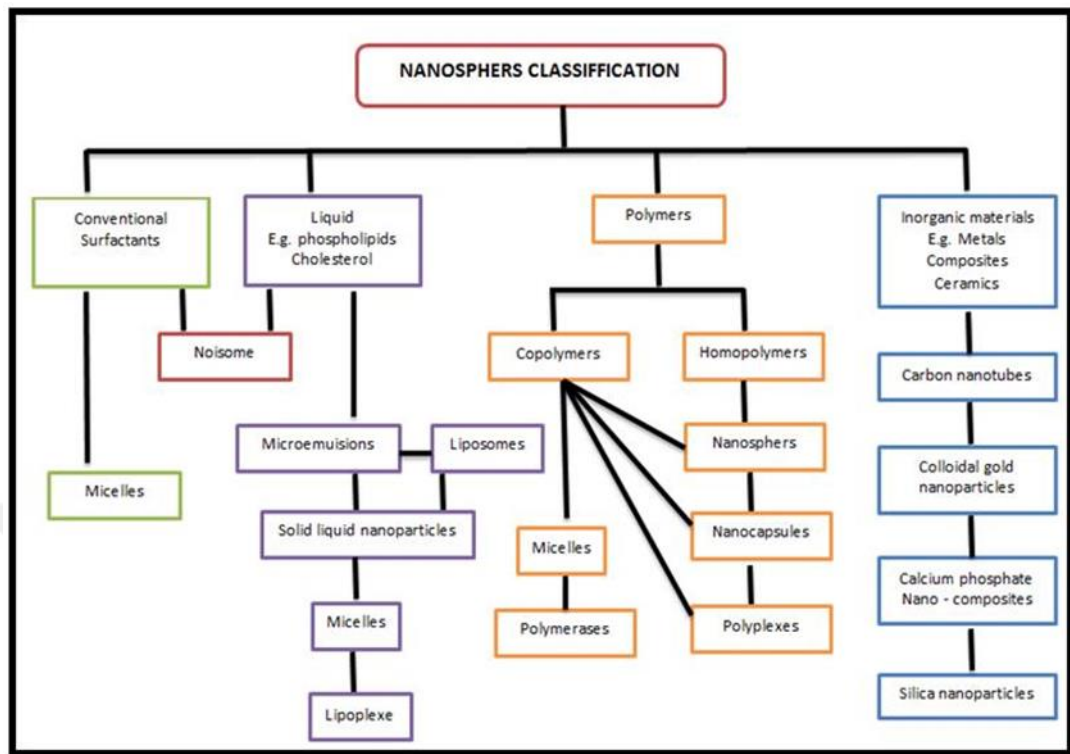 NANOSPHERS CLASSIFFICATION
Conventional
Surfactants
Liquid
E.g. phospholipids
Cholesterol
Polymers
Inorganic materials
E.g. Metals
Composites
Ceramics
Noisome
Copolymers
Homopolymers
Carbon nanotubes
Microemuisions
Liposomes
Nanosphers
Colloidal gold
nanoparticles
Micelles
Solid liquid nanoparticles
Micelles
Nanocapsules
Calcium phosphate
Nano - composites
Micelles
Polymerases
Polyplexes
Silica nanoparticles
Lipoplexe